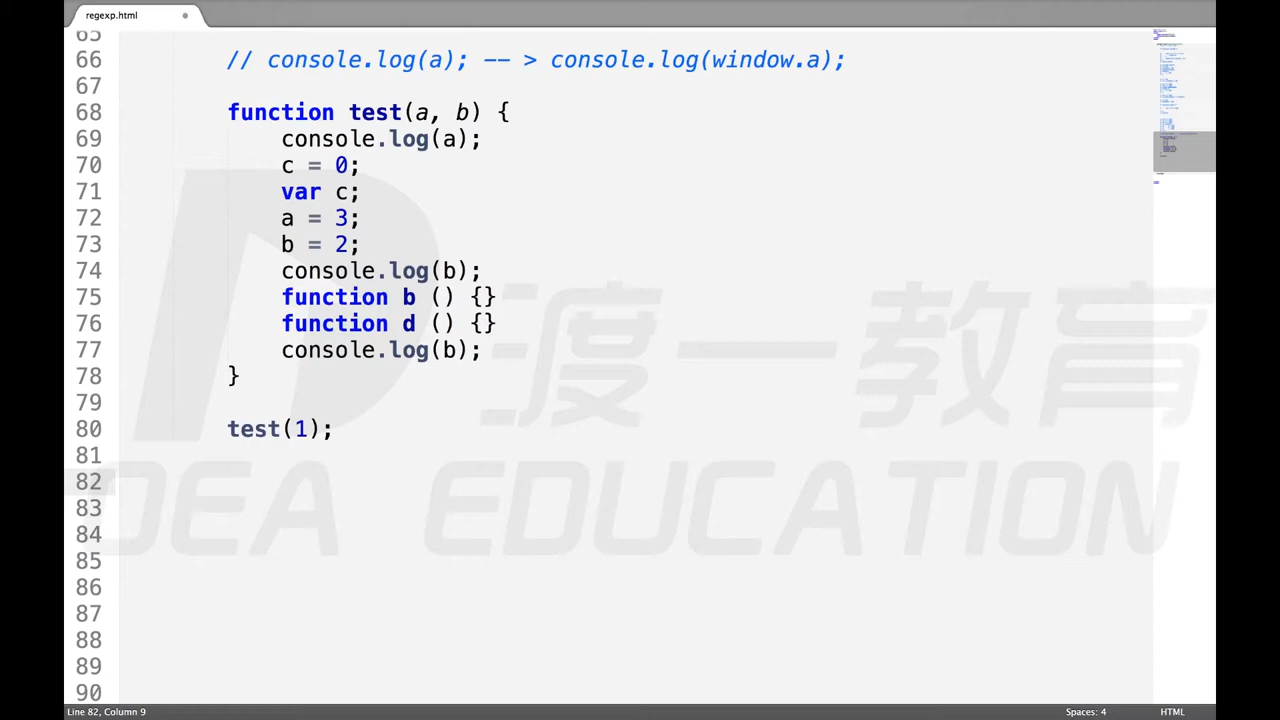 regexp.html
65
66 // console.log(a); -- > console.log(window.a);
67
68 function test(a, b) {
69 console.log(a);
70 c = 0;
71 var c;
72 a = 3;
73 b = 2;
74 console.log(b);
75 function b () {}
76 function d () {}
77 console.log(b);
78 }
79
80 test(1);
81
82
83
84
85
86
87
88
89
90
渡一教育
IDEA EDUCATION
Line 82, Column 9 Spaces: 4 HTML